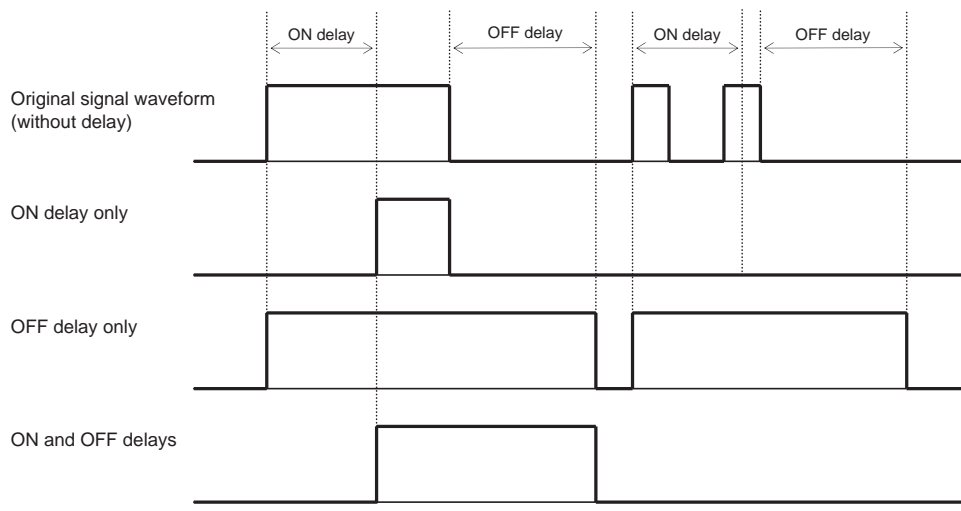 ON delay
OFF delay
ON delay
OFF delay
Original signal waveform
(without delay)
ON delay only
OFF delay only
ON and OFF delays